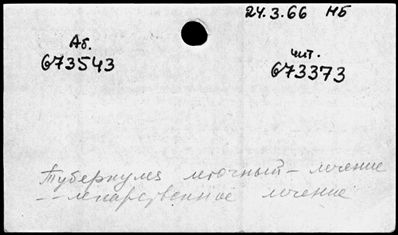 24.3.66 НБ
Аб. чит.
673543 673373
Туберкулез легочный - лечение
-- лекарственное лечение